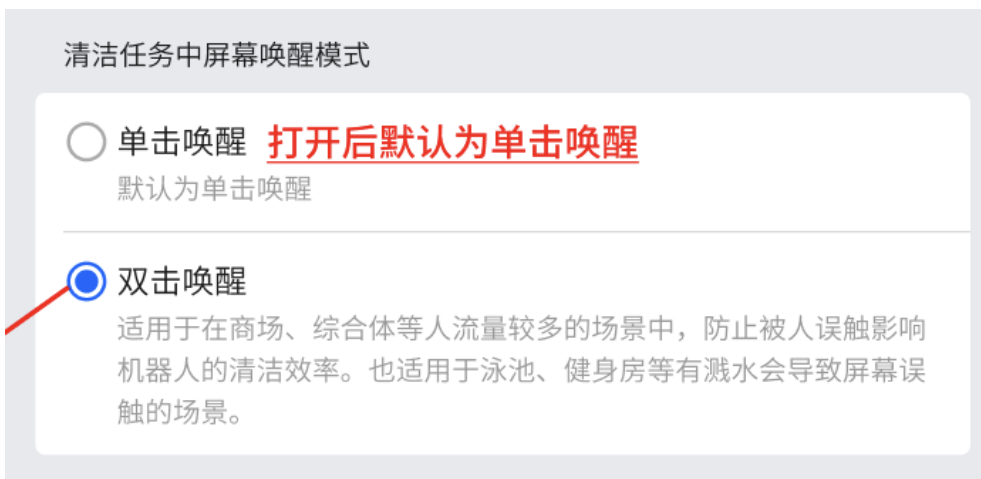 清洁任务中屏幕唤醒模式
单击唤醒 打开后默认为单击唤醒
默认为单击唤醒
双击唤醒
适用于在商场、综合体等人流量较多的场景中，防止被人误触影响
机器人的清洁效率。也适用于泳池、健身房等有溅水会导致屏幕误
触的场景。